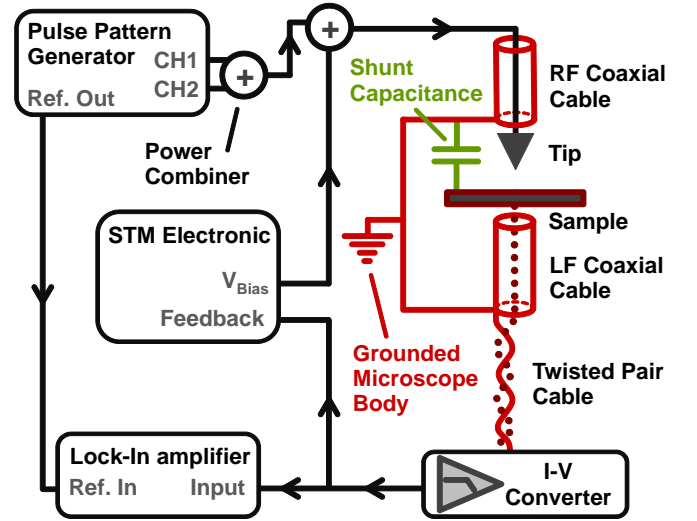 Pulse Pattern
Generator
CH1
CH2
Ref. Out
+
+
Power
Combiner
Shunt
Capacitance
RF Coaxial
Cable
Tip
Sample
STM Electronic
V_Bias
Feedback
LF Coaxial
Cable
Grounded
Microscope
Body
Twisted Pair
Cable
Lock-In amplifier
Ref. In
Input
I-V
Converter